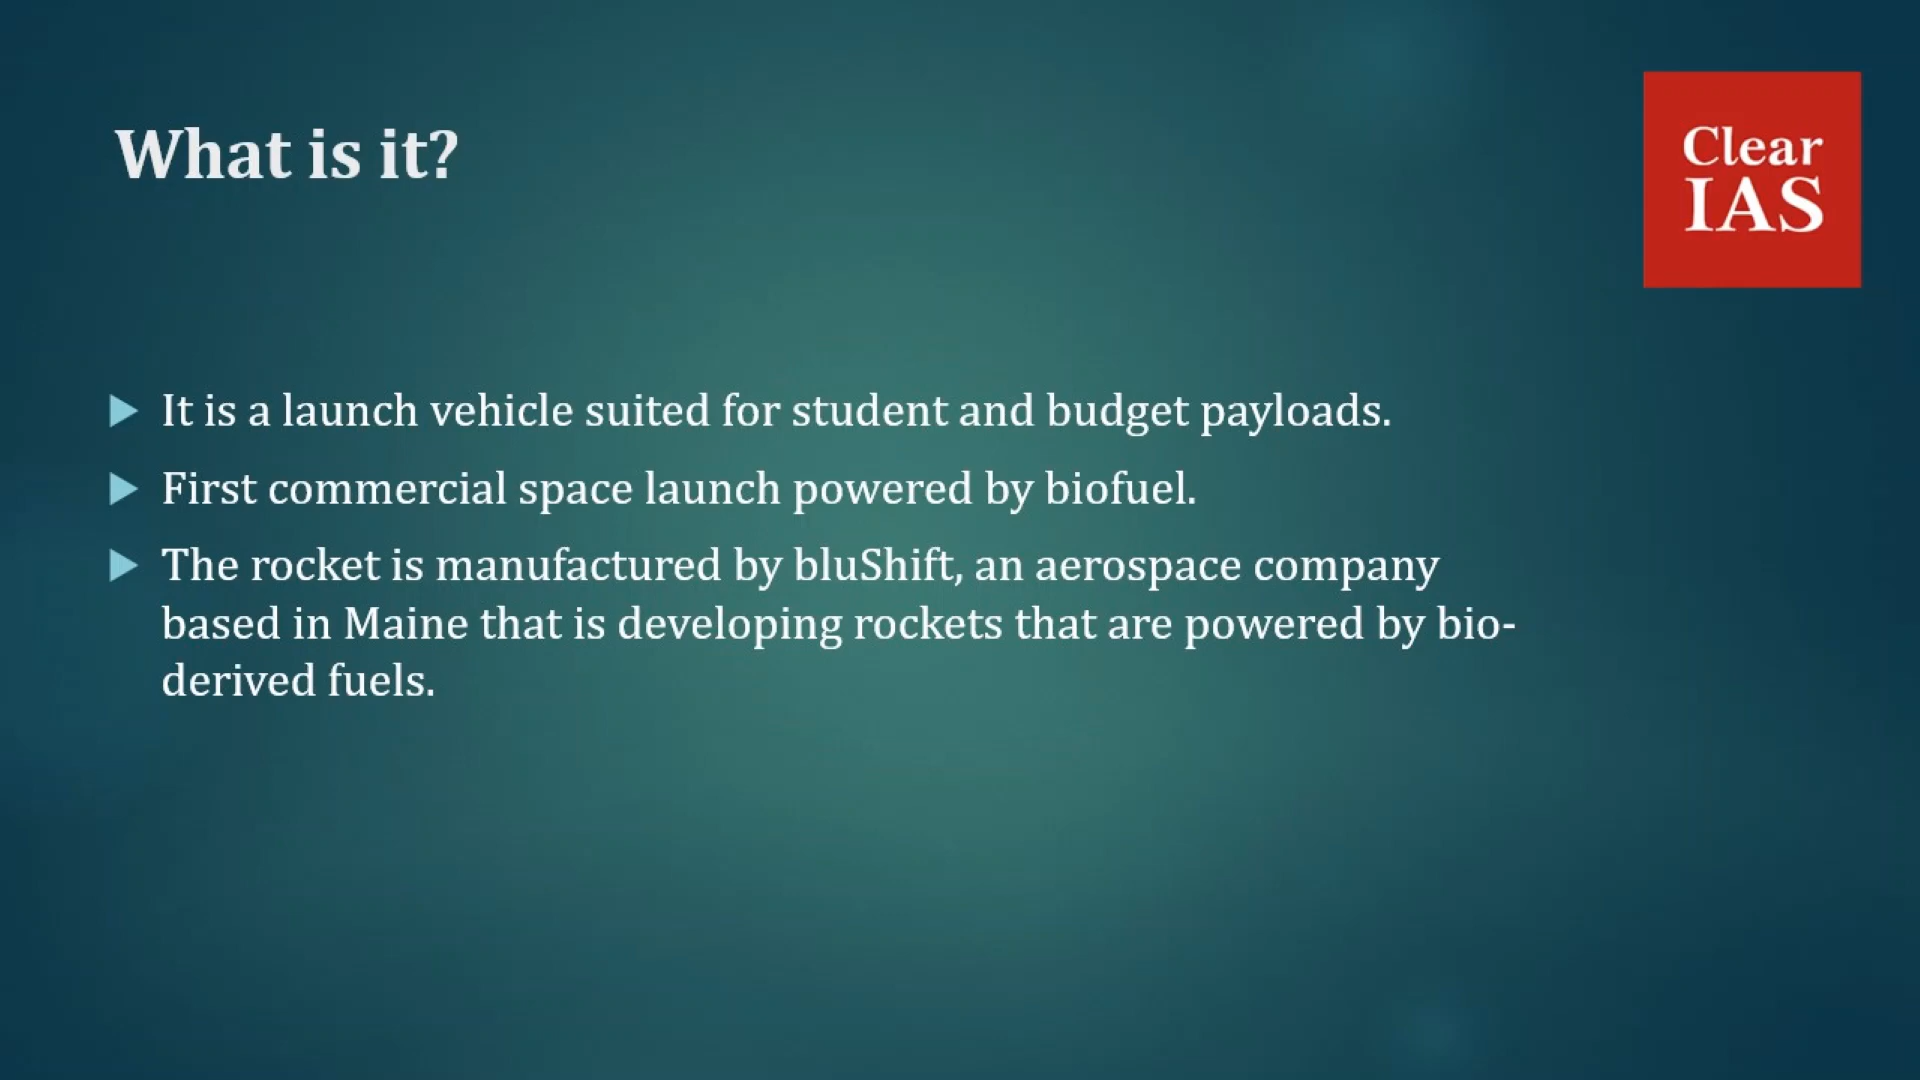 What is it?
Clear
IAS
It is a launch vehicle suited for student and budget payloads.
First commercial space launch powered by biofuel.
The rocket is manufactured by bluShift, an aerospace company
based in Maine that is developing rockets that are powered by bio-
derived fuels.